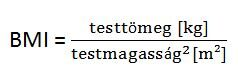 BMI = testtömeg [kg] / testmagasság² [m²]